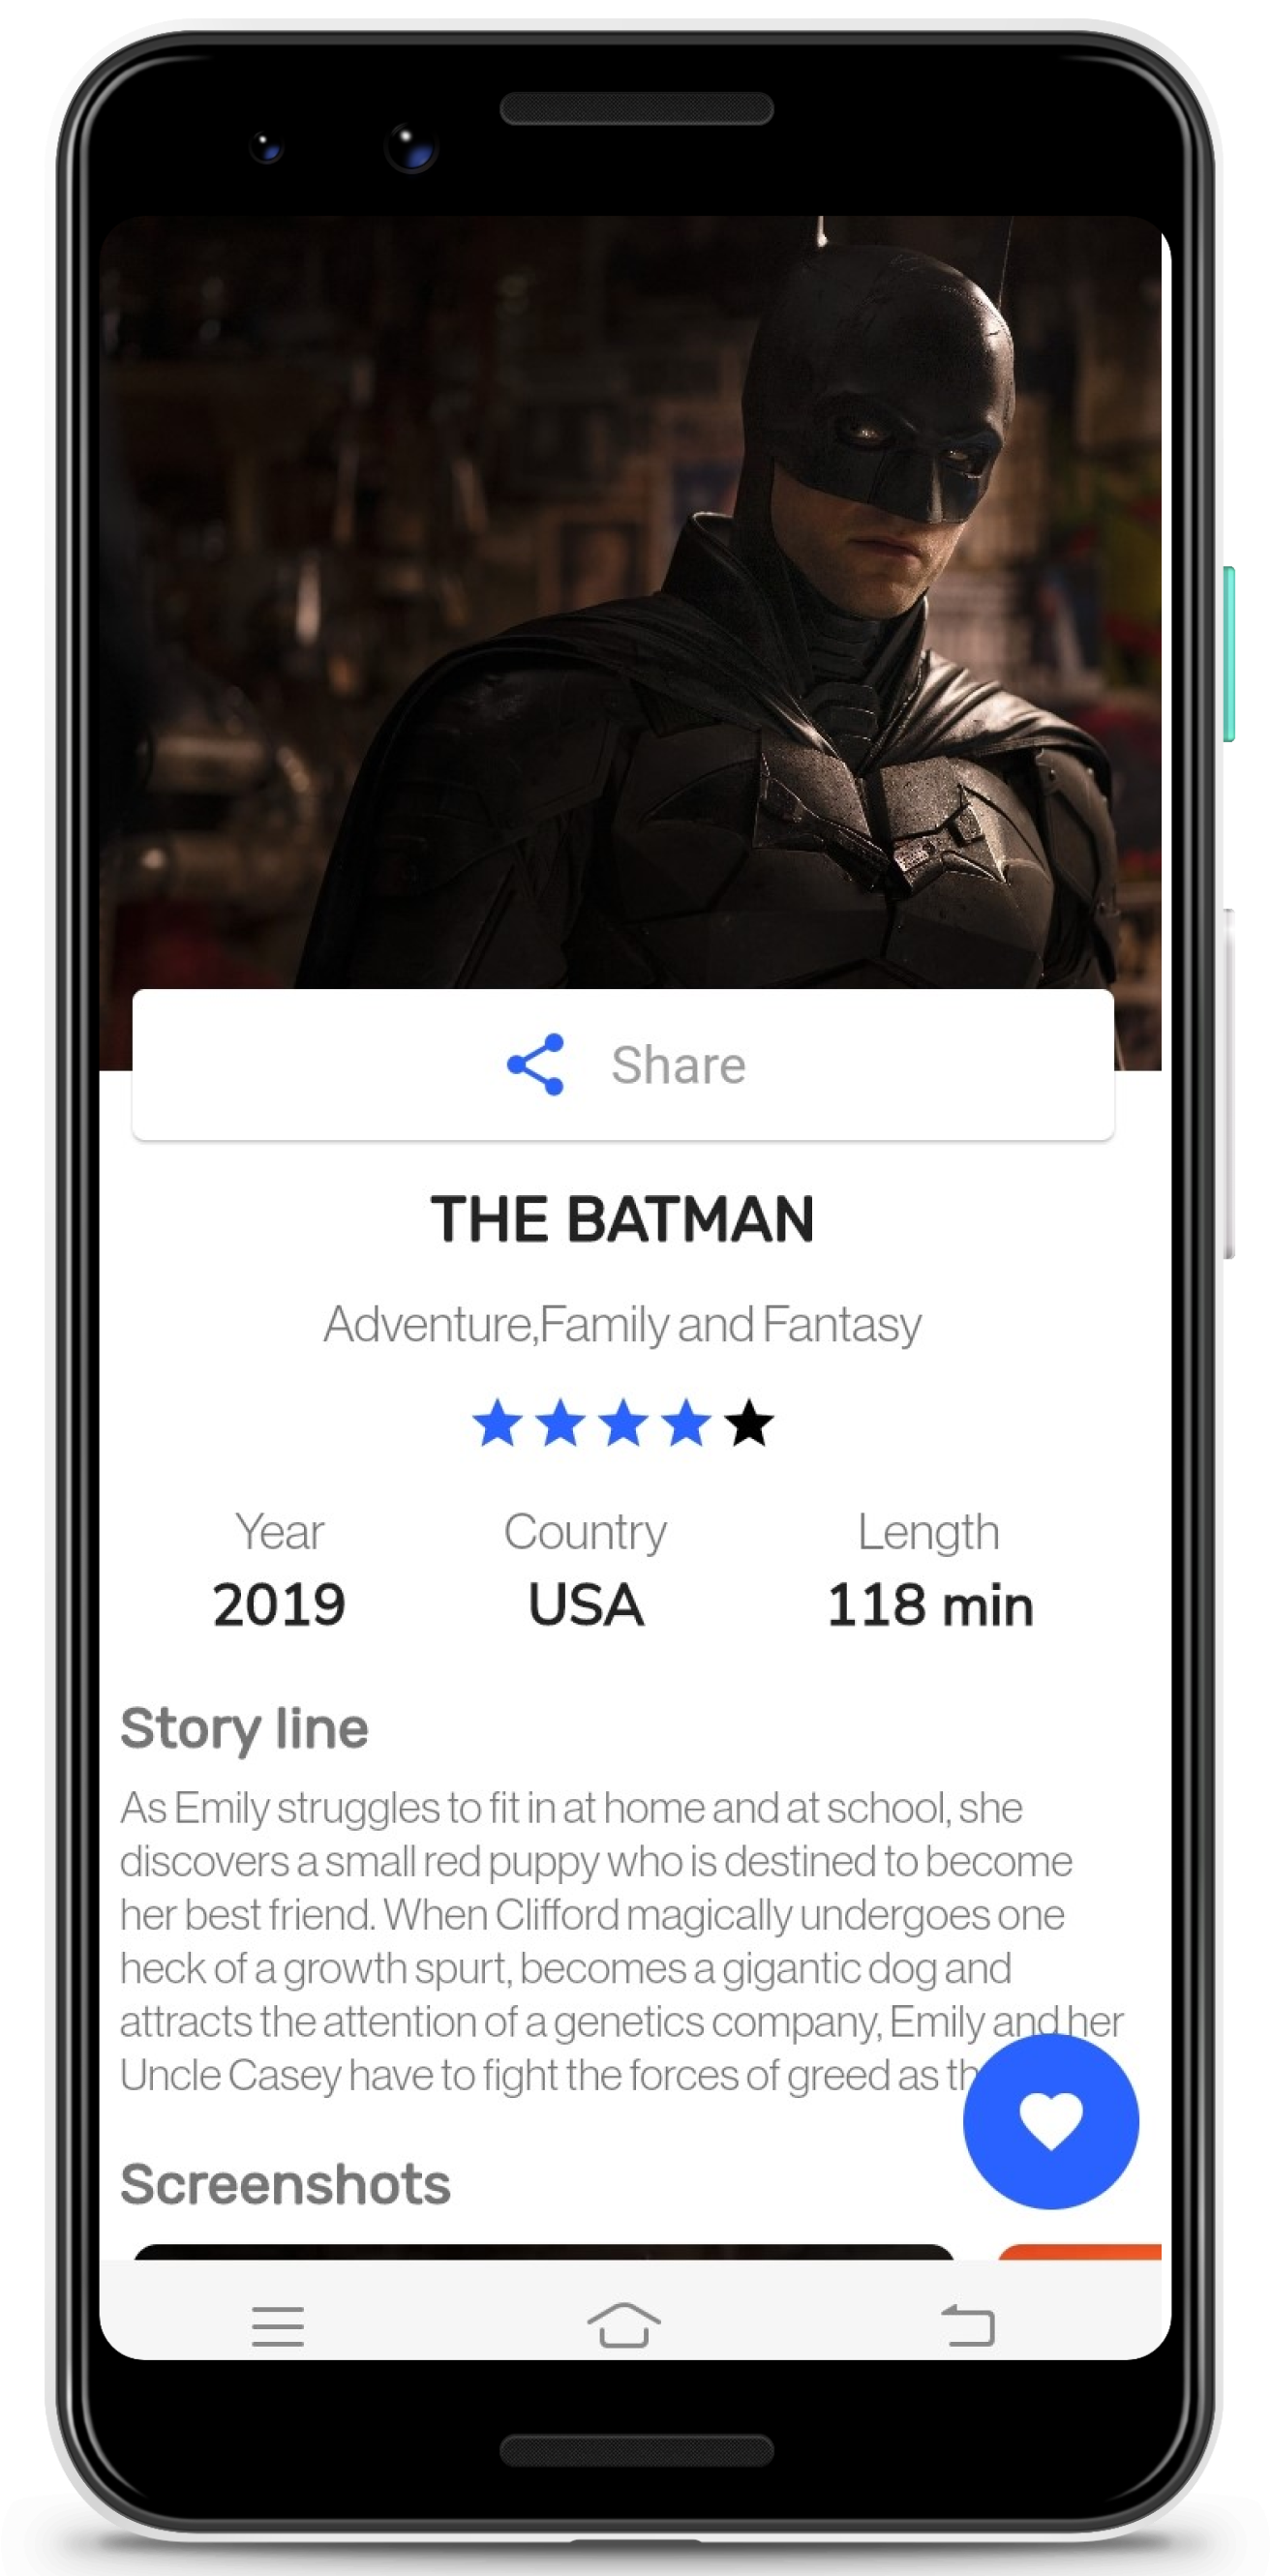 Share
THE BATMAN
Adventure,Family and Fantasy
Year Country Length
2019 USA 118 min
Story line
As Emily struggles to fit in at home and at school, she
discovers a small red puppy who is destined to become
her best friend. When Clifford magically undergoes one
heck of a growth spurt, becomes a gigantic dog and
attracts the attention of a genetics company, Emily and her
Uncle Casey have to fight the forces of greed as
Screenshots